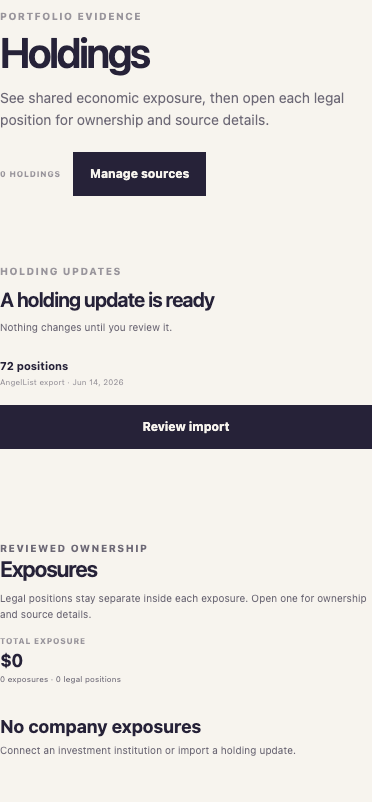 PORTFOLIO EVIDENCE
Holdings
See shared economic exposure, then open each legal
position for ownership and source details.
0 HOLDINGS
Manage sources
HOLDING UPDATES
A holding update is ready
Nothing changes until you review it.
72 positions
AngelList export · Jun 14, 2026
Review import
REVIEWED OWNERSHIP
Exposures
Legal positions stay separate inside each exposure. Open one for ownership
and source details.
TOTAL EXPOSURE
$0
0 exposures · 0 legal positions
No company exposures
Connect an investment institution or import a holding update.